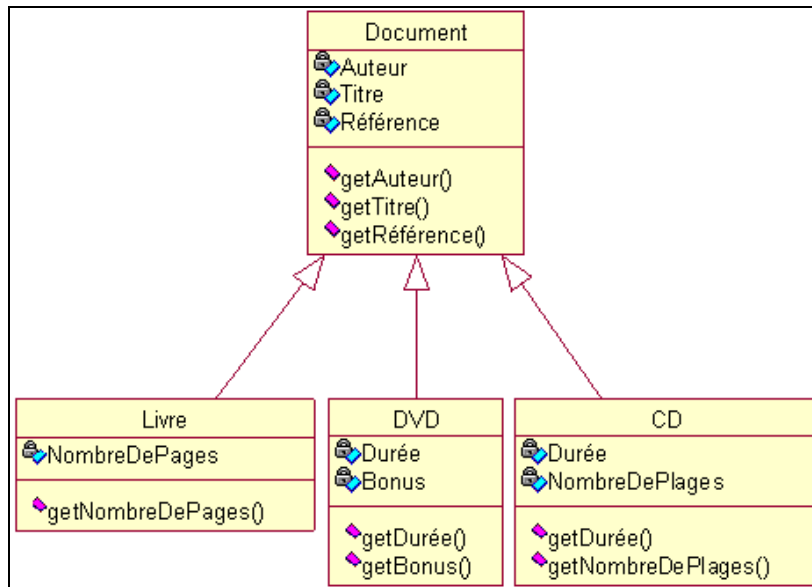 Document
Auteur
Titre
Référence
getAuteur()
getTitre()
getRéférence()
Livre
NombreDePages
getNombreDePages()
DVD
Durée
Bonus
getDurée()
getBonus()
CD
Durée
NombreDePlages
getDurée()
getNombreDePlages()